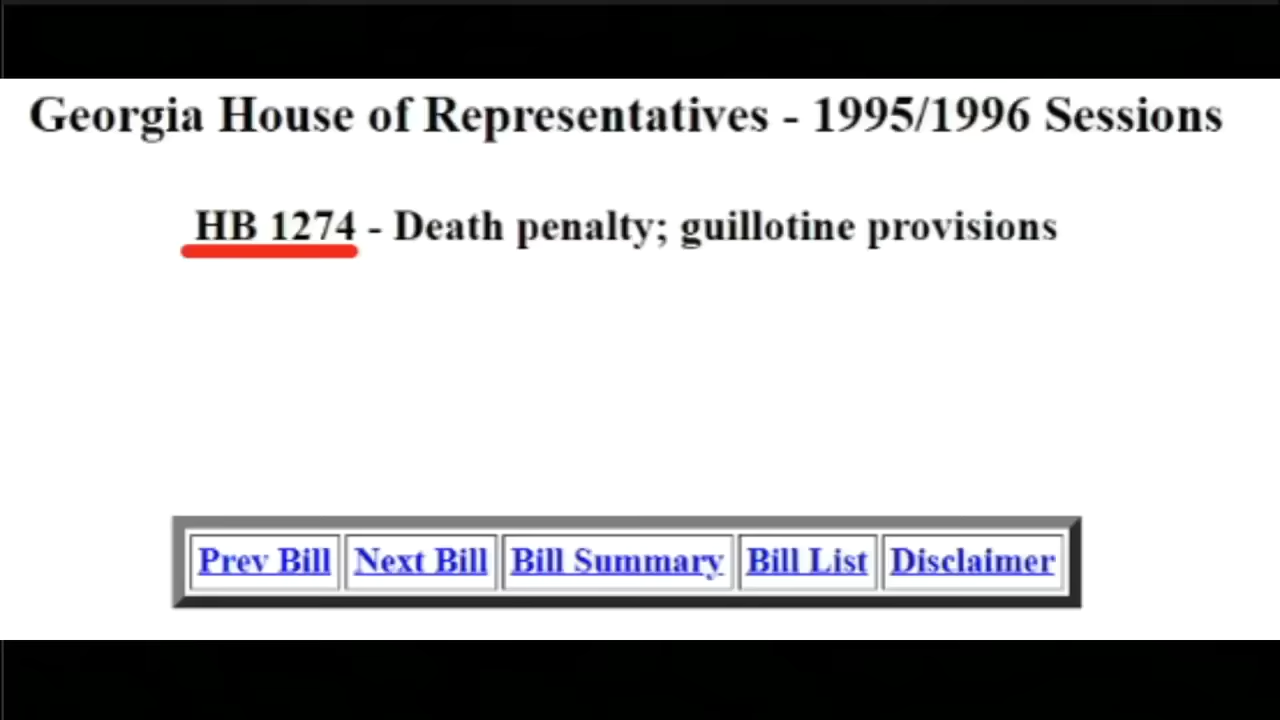 Georgia House of Representatives - 1995/1996 Sessions
HB 1274 - Death penalty; guillotine provisions
Prev Bill Next Bill Bill Summary Bill List Disclaimer